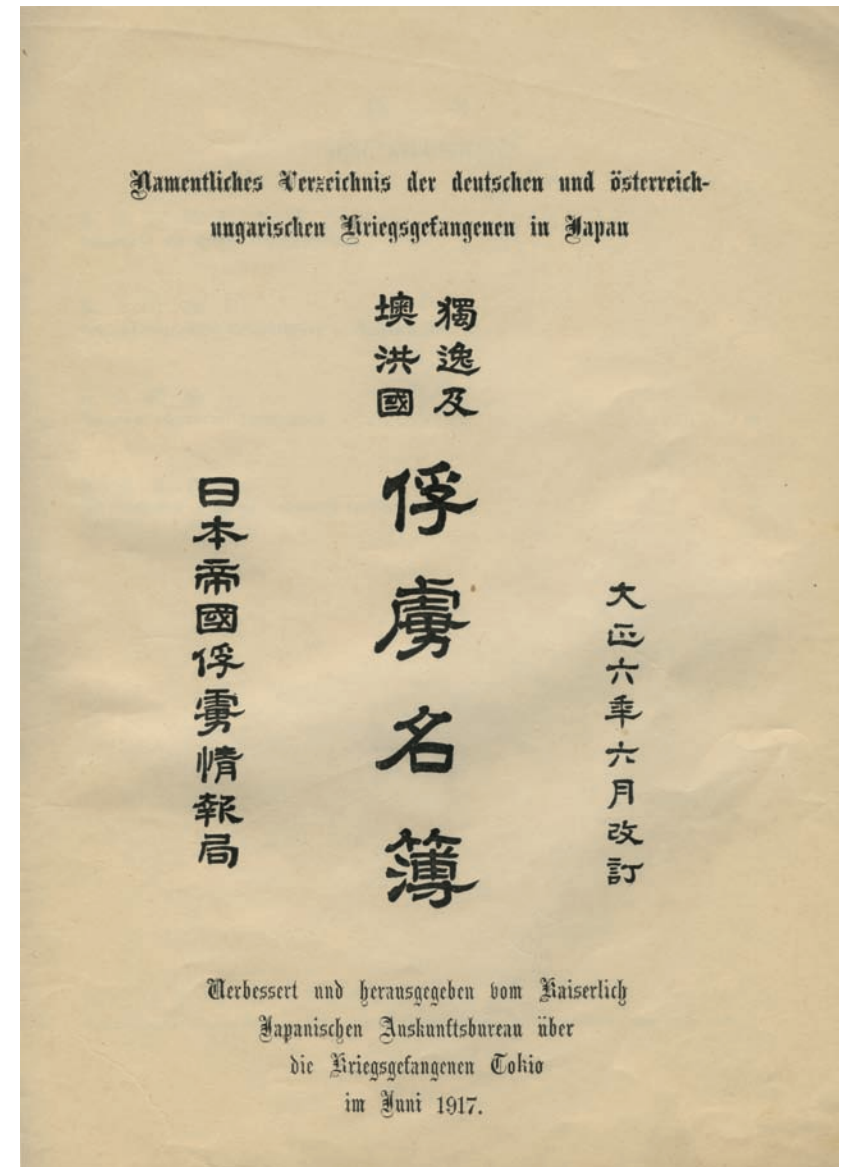 Namentliches Verzeichnis der deutschen und österreich-
ungarischen Kriegsgefangenen in Japan
大正六年六月改訂
獨逸及
墺洪國
俘虜名簿
日本帝國俘虜情報局
Verbessert und herausgegeben vom Kaiserlich
Japanischen Auskunftsbureau über
die Kriegsgefangenen Tokio
im Juni 1917.